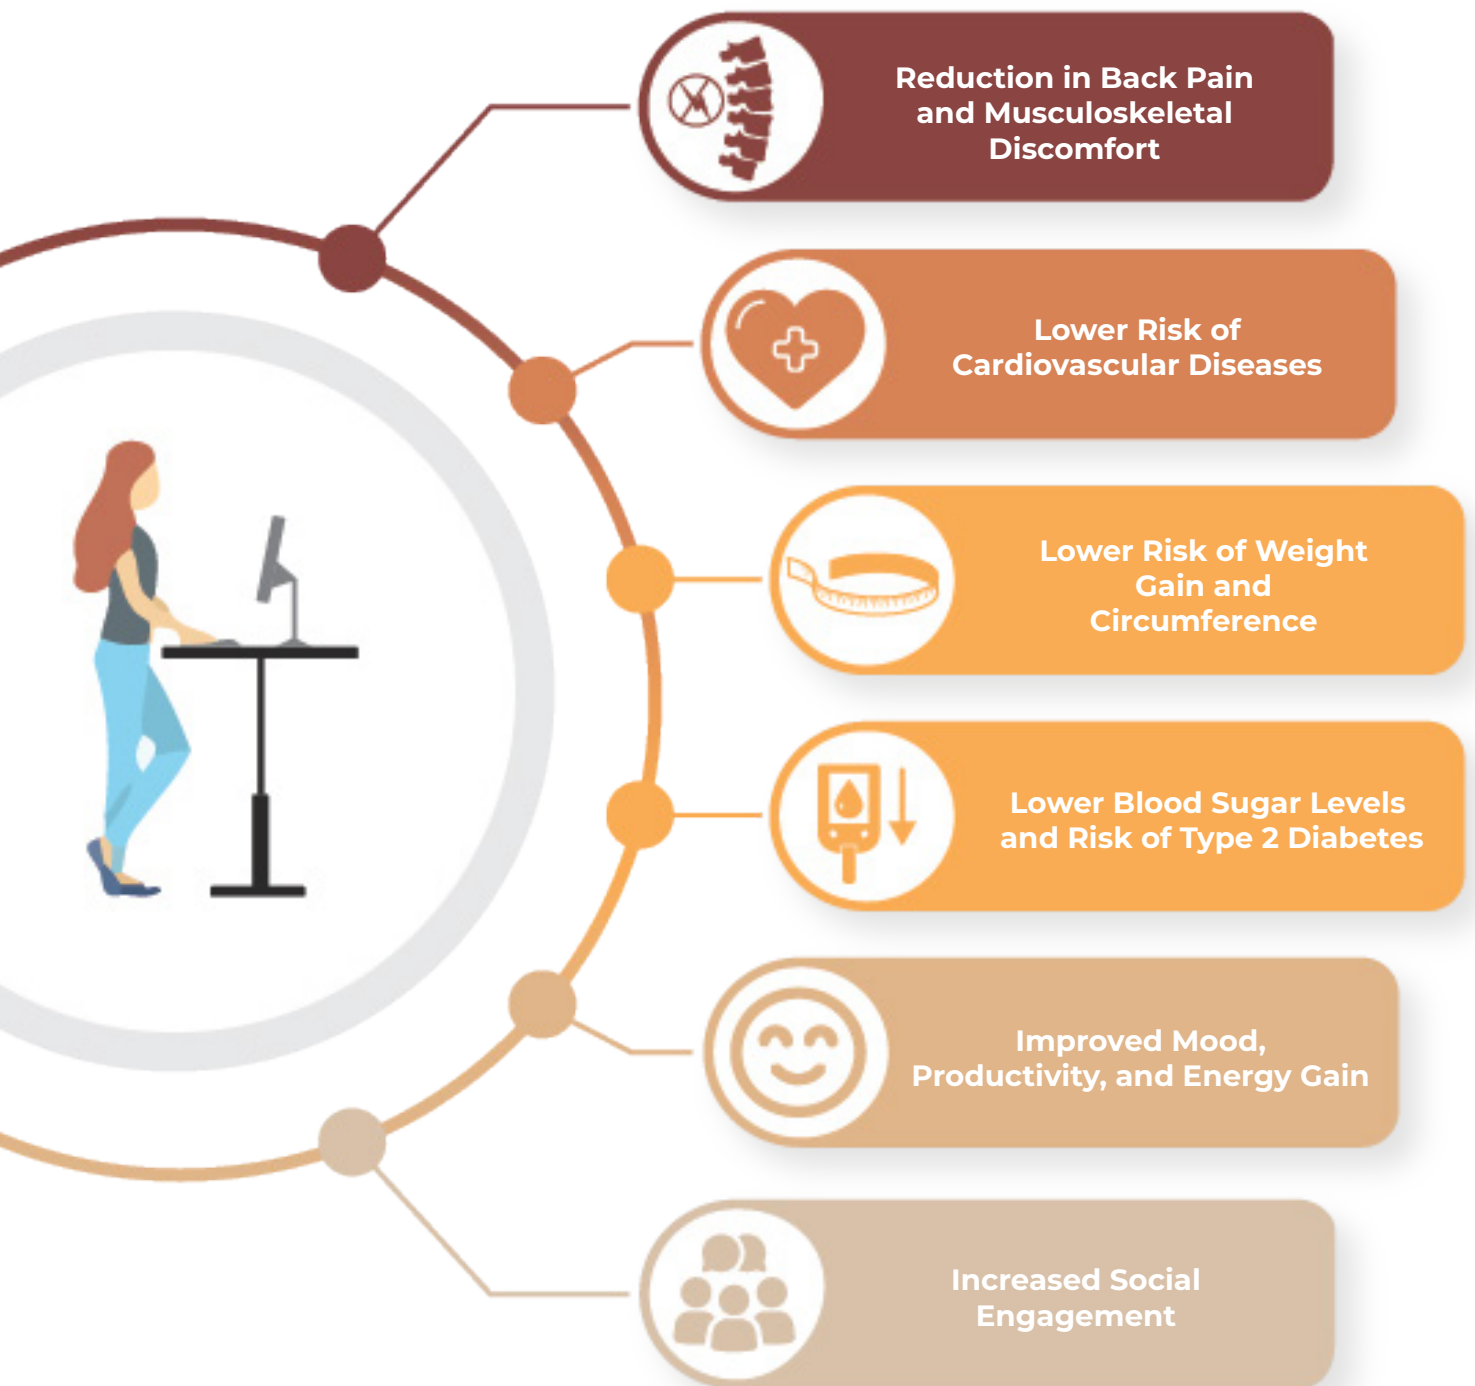 Reduction in Back Pain
and Musculoskeletal
Discomfort
Lower Risk of
Cardiovascular Diseases
Lower Risk of Weight
Gain and
Circumference
Lower Blood Sugar Levels
and Risk of Type 2 Diabetes
Improved Mood,
Productivity, and Energy Gain
Increased Social
Engagement